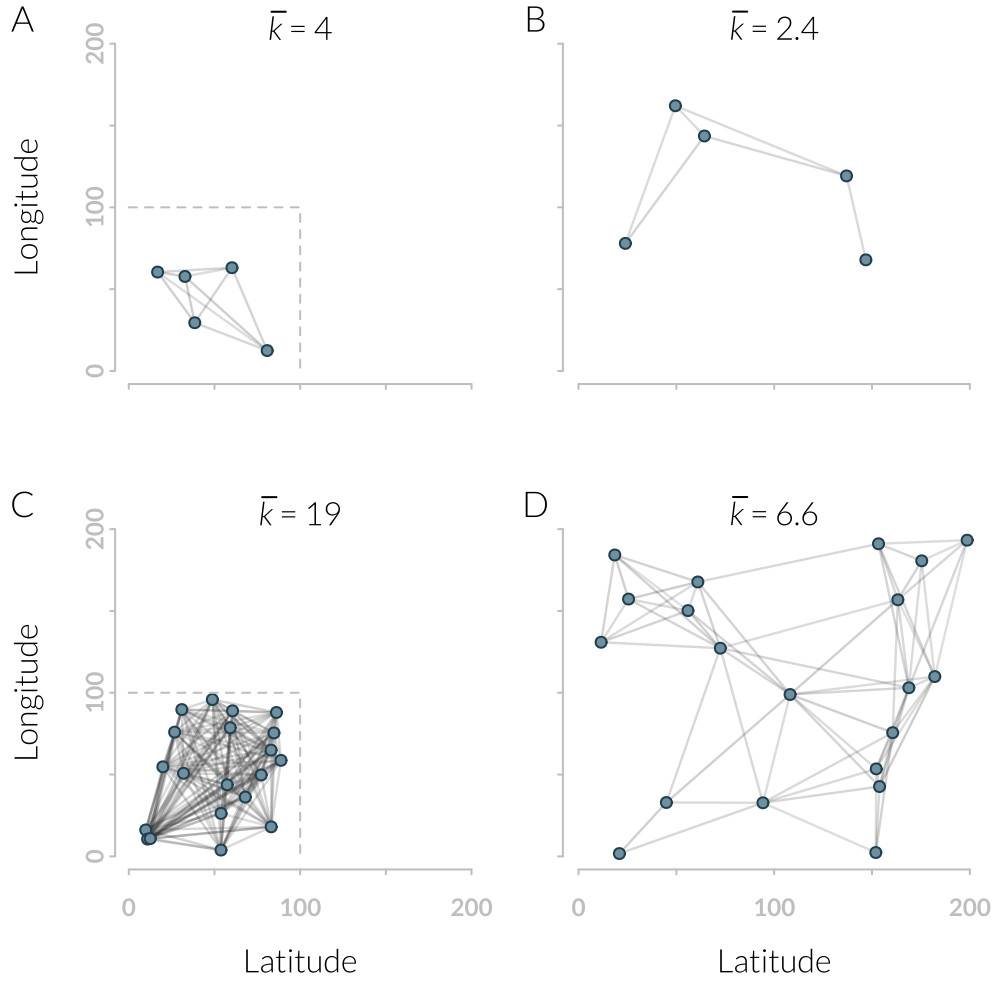 A
k̅ = 4
B
k̅ = 2.4
200
100
0
Longitude
C
k̅ = 19
D
k̅ = 6.6
200
100
0
Longitude
0
100
200
0
100
200
Latitude
Latitude